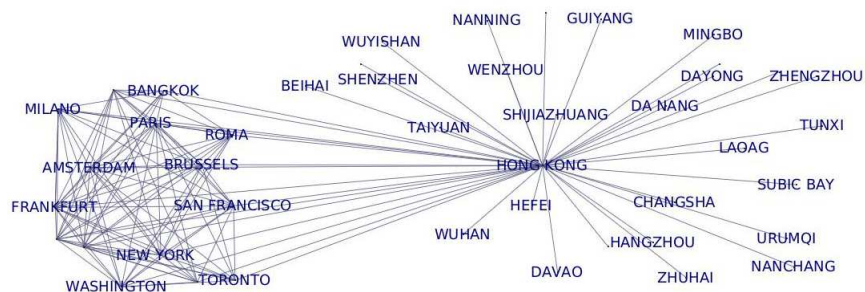 NANNING
GUIYANG
WUYISHAN
MINGBO
WENZHOU
SHENZHEN
DAYONG
ZHENGZHOU
BEIHAI
BANGKOK
MILANO
DA NANG
SHIJIAZHUANG
PARIS
TAIYUAN
TUNXI
ROMA
LAOAG
AMSTERDAM
BRUSSELS
HONG KONG
SUBIC BAY
FRANKFURT
SAN FRANCISCO
HEFEI
CHANGSHA
WUHAN
HANGZHOU
URUMQI
NEW YORK
NANCHANG
DAVAO
ZHUHAI
WASHINGTON
TORONTO